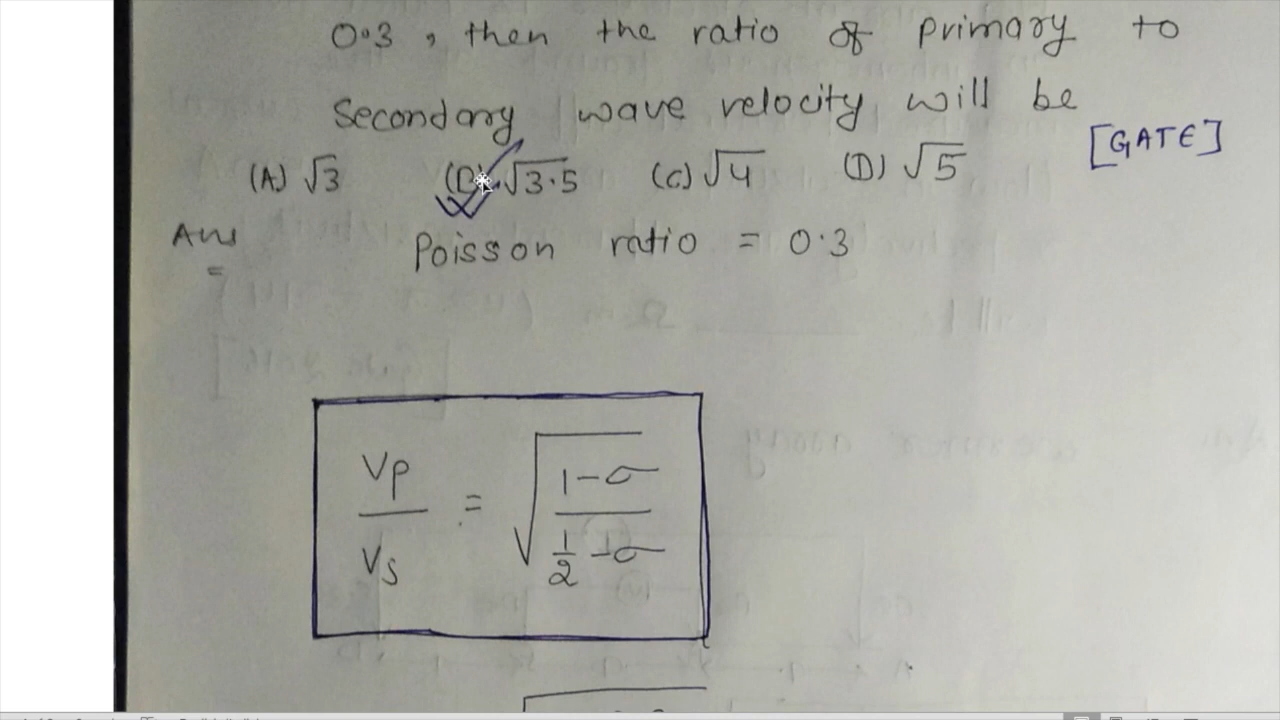 0.3, then the ratio of primary to
Secondary wave velocity will be
[GATE]
(A) √3 (B) √3.5 (C) √4 (D) √5
Ans Poisson ratio = 0.3
Vp/Vs = √((1-σ)/(1/2-σ))